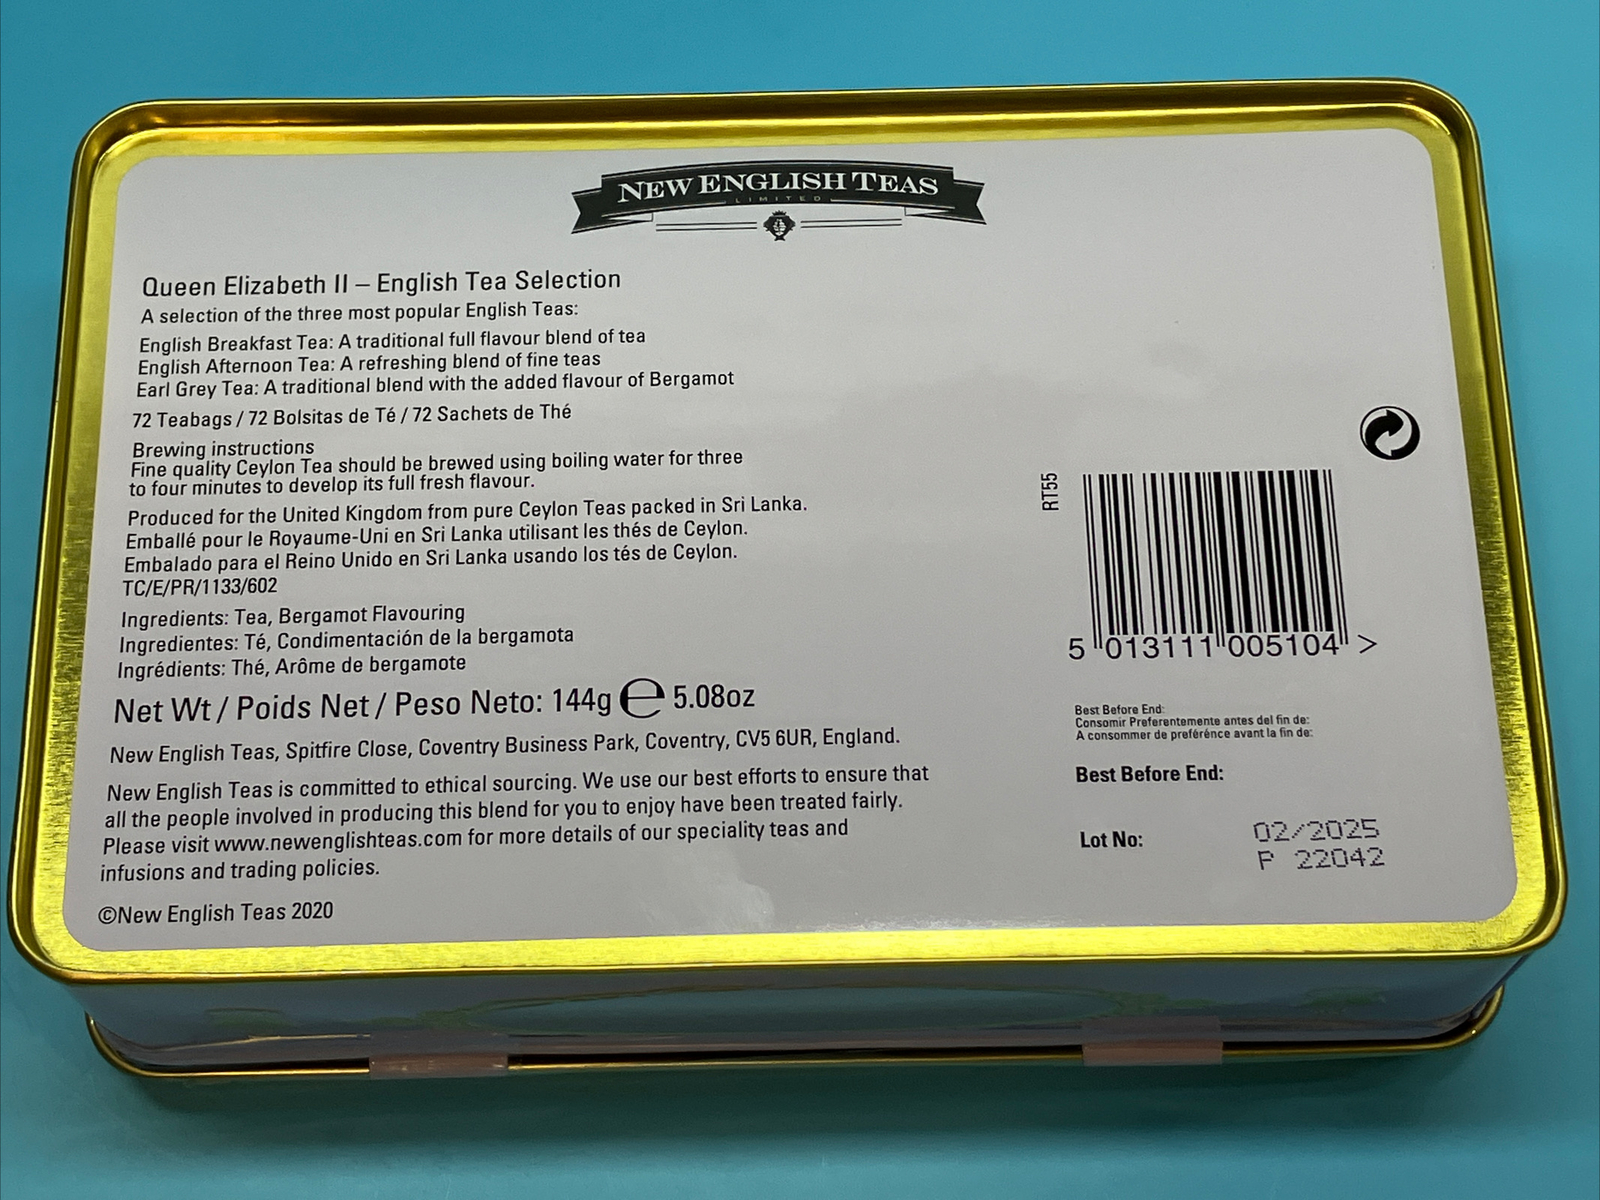 NEW ENGLISH TEAS
LIMITED
Queen Elizabeth II – English Tea Selection
A selection of the three most popular English Teas:
English Breakfast Tea: A traditional full flavour blend of tea
English Afternoon Tea: A refreshing blend of fine teas
Earl Grey Tea: A traditional blend with the added flavour of Bergamot
72 Teabags / 72 Bolsitas de Té / 72 Sachets de Thé
Brewing instructions
Fine quality Ceylon Tea should be brewed using boiling water for three
to four minutes to develop its full fresh flavour.
Produced for the United Kingdom from pure Ceylon Teas packed in Sri Lanka.
Emballé pour le Royaume-Uni en Sri Lanka utilisant les thés de Ceylon.
Embalado para el Reino Unido en Sri Lanka usando los tés de Ceylon.
TC/E/PR/1133/602
Ingredients: Tea, Bergamot Flavouring
Ingredientes: Té, Condimentación de la bergamota
Ingrédients: Thé, Arôme de bergamote
Net Wt / Poids Net / Peso Neto: 144g ℮ 5.08oz
New English Teas, Spitfire Close, Coventry Business Park, Coventry, CV5 6UR, England.
New English Teas is committed to ethical sourcing. We use our best efforts to ensure that
all the people involved in producing this blend for you to enjoy have been treated fairly.
Please visit www.newenglishteas.com for more details of our speciality teas and
infusions and trading policies.
©New English Teas 2020
RT55
5 013111 005104 >
Best Before End:
Consomir Preferentemente antes del fin de:
A consommer de preférénce avant la fin de:
Best Before End:
02/2025
Lot No:
P 22042